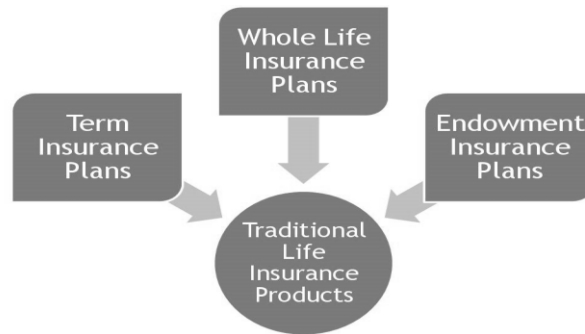 Whole Life
Insurance
Plans
Term
Insurance
Plans
Endowment
Insurance
Plans
Traditional
Life
Insurance
Products